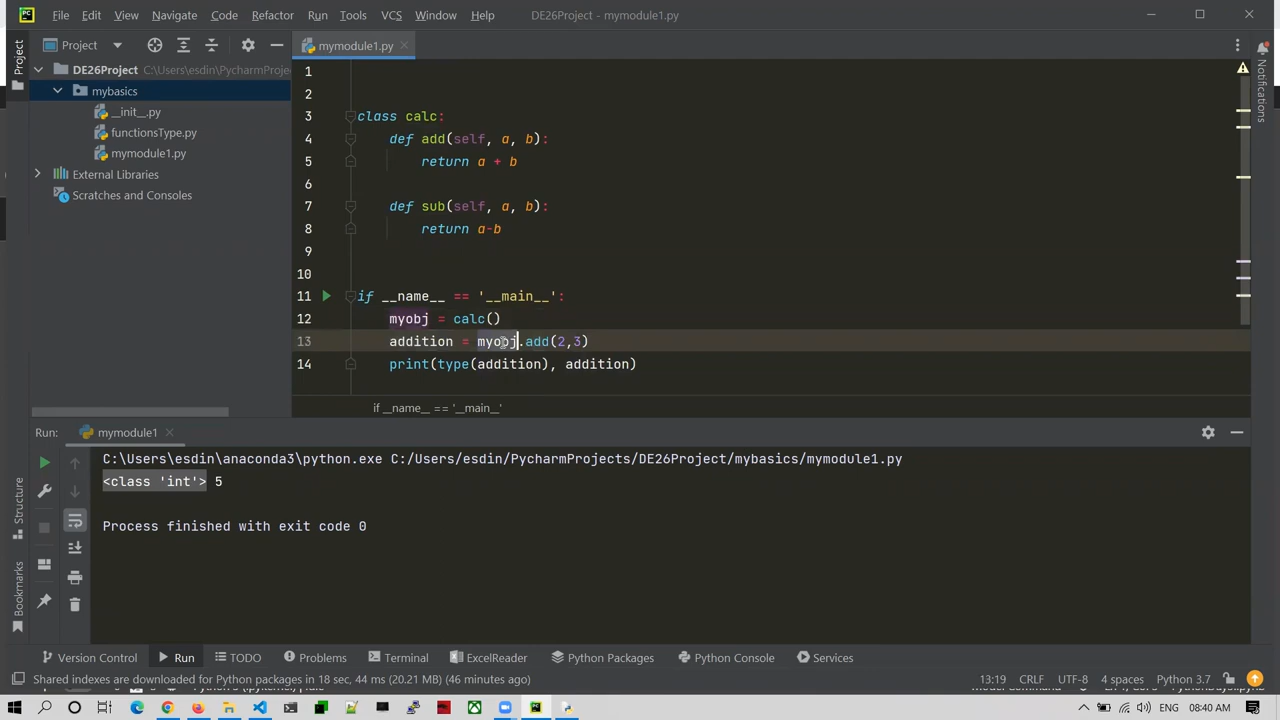 File Edit View Navigate Code Refactor Run Tools VCS Window Help DE26Project - mymodule1.py
Project
mymodule1.py
DE26Project C:\Users\esdin\PycharmProje
mybasics
__init__.py
functionsType.py
mymodule1.py
External Libraries
Scratches and Consoles
Project
Structure
Bookmarks
Notifications
1
2
3 class calc:
4 def add(self, a, b):
5 return a + b
6
7 def sub(self, a, b):
8 return a-b
9
10
11 if __name__ == '__main__':
12 myobj = calc()
13 addition = myobj.add(2,3)
14 print(type(addition), addition)
if __name__ == '__main__'
Run: mymodule1
C:\Users\esdin\anaconda3\python.exe C:/Users/esdin/PycharmProjects/DE26Project/mybasics/mymodule1.py
<class 'int'> 5
Process finished with exit code 0
Version Control Run TODO Problems Terminal ExcelReader Python Packages Python Console Services
Shared indexes are downloaded for Python packages in 18 sec, 44 ms (20.21 MB) (46 minutes ago) 13:19 CRLF UTF-8 4 spaces Python 3.7
ENG 08:40 AM